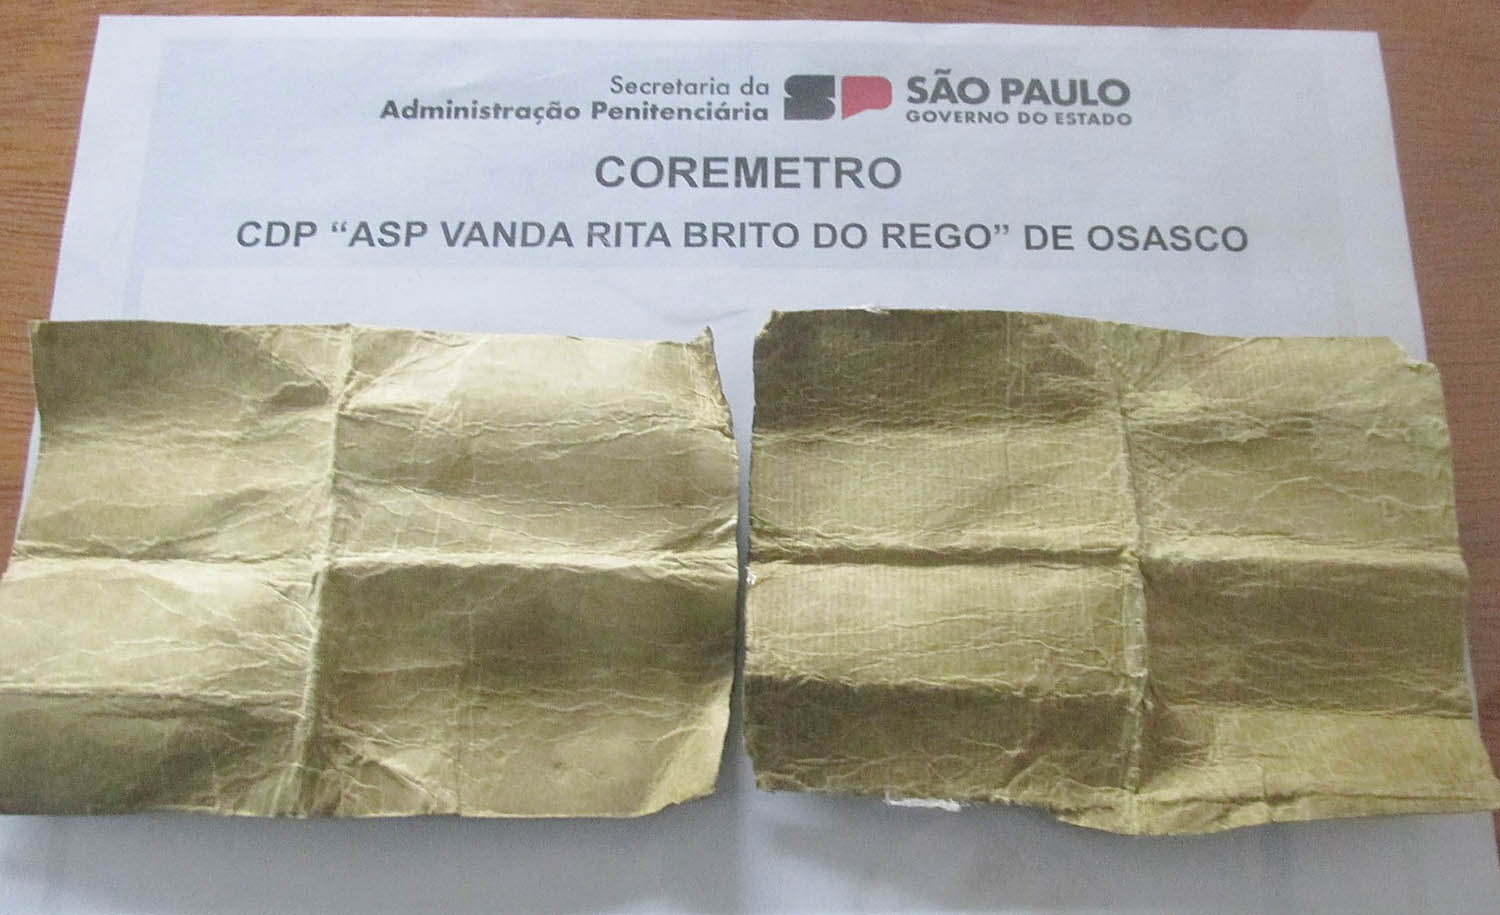 Secretaria da
Administração Penitenciária
SP
SÃO PAULO
GOVERNO DO ESTADO
COREMETRO
CDP “ASP VANDA RITA BRITO DO REGO” DE OSASCO